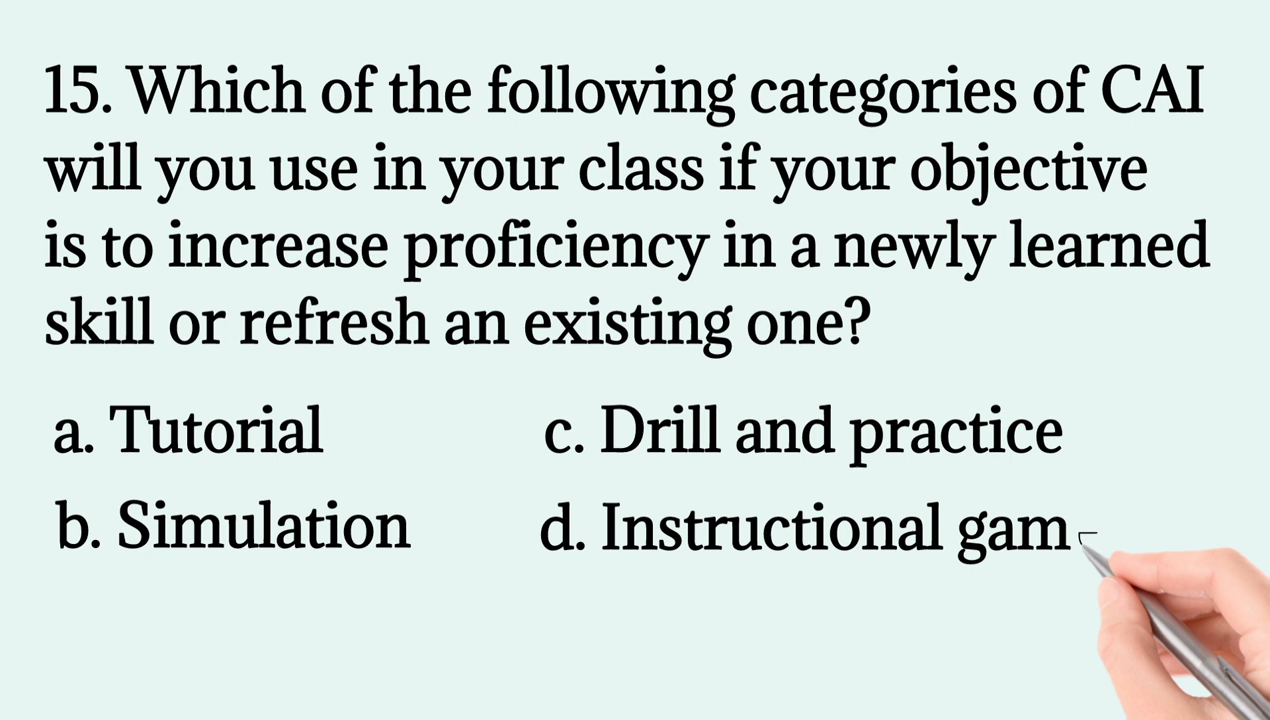 15. Which of the following categories of CAI
will you use in your class if your objective
is to increase proficiency in a newly learned
skill or refresh an existing one?
a. Tutorial
b. Simulation
c. Drill and practice
d. Instructional gam